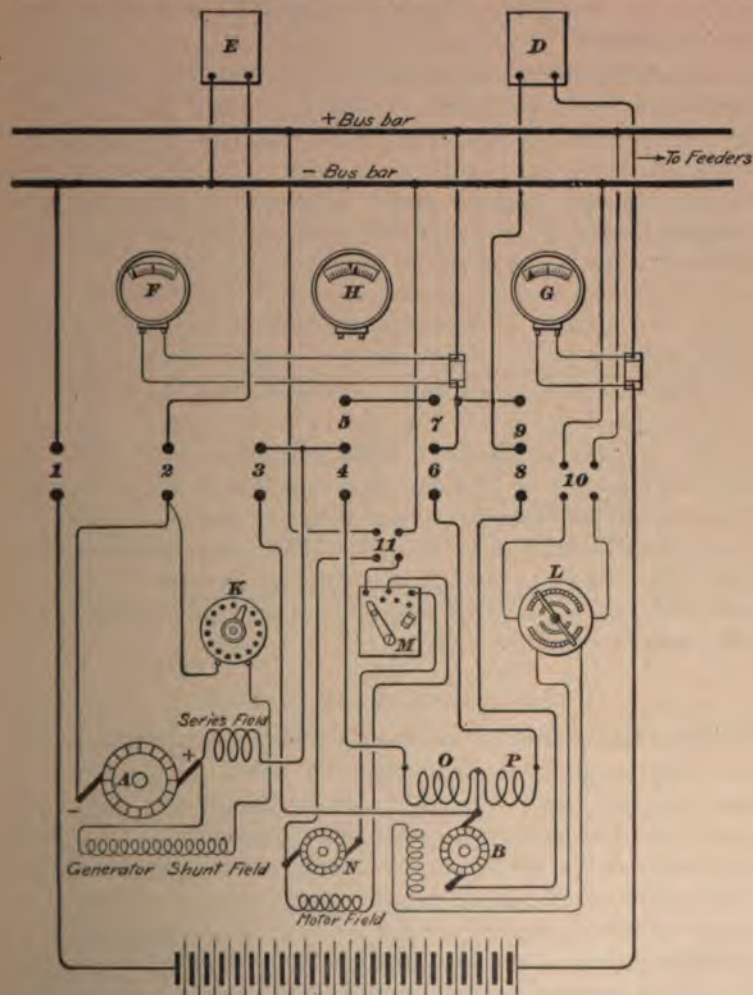 E
D
+ Bus bar
→ To Feeders
- Bus bar
F
H
G
5
7
9
1
2
3
4
6
8
10
11
K
L
M
Series Field
A
+
-
O
P
Generator Shunt Field
N
B
Motor Field